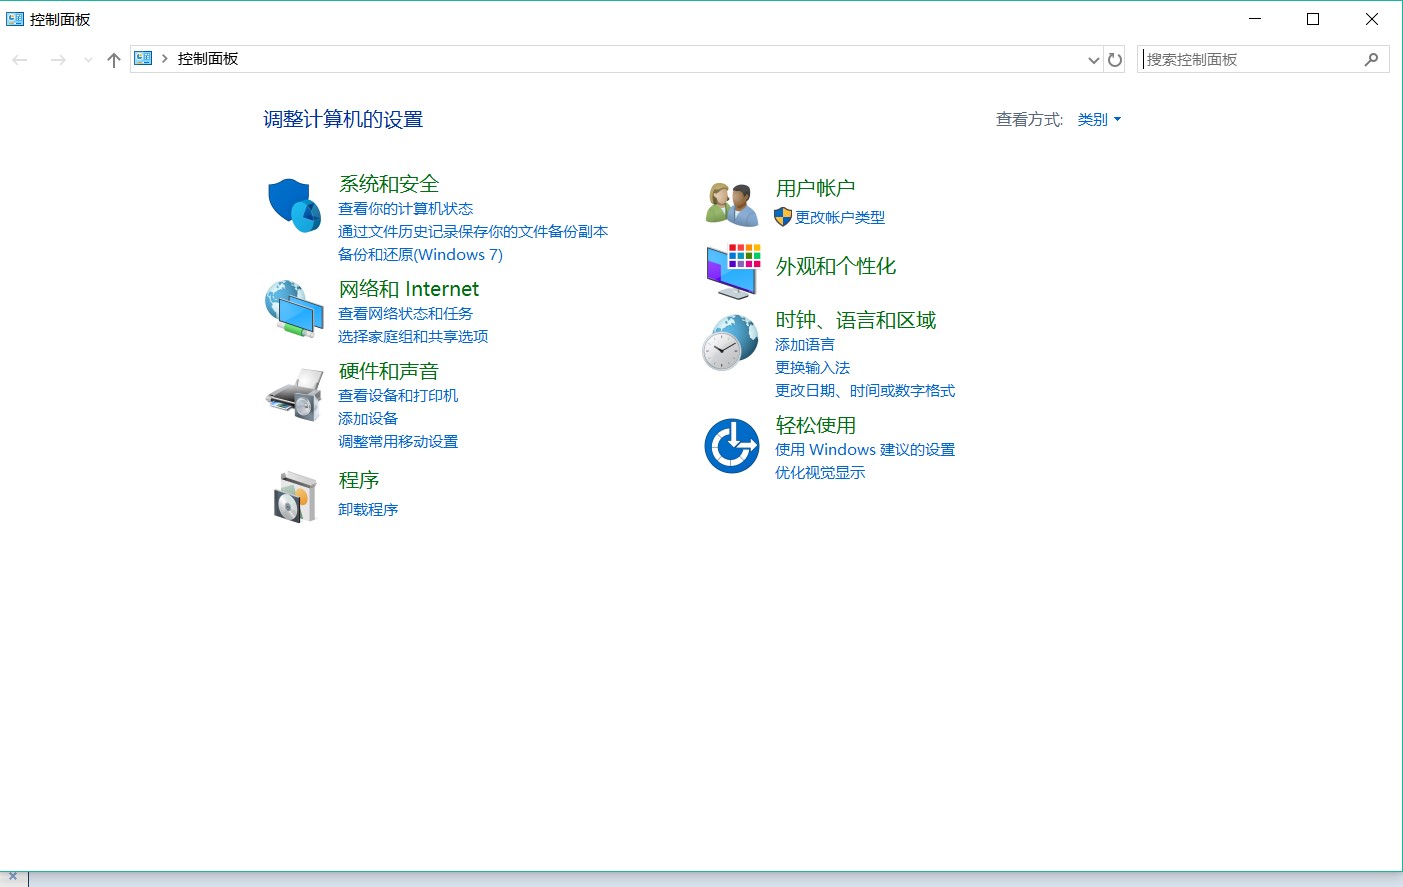 控制面板
控制面板
搜索控制面板
调整计算机的设置
查看方式: 类别
系统和安全
查看你的计算机状态
通过文件历史记录保存你的文件备份副本
备份和还原(Windows 7)
网络和 Internet
查看网络状态和任务
选择家庭组和共享选项
硬件和声音
查看设备和打印机
添加设备
调整常用移动设置
程序
卸载程序
用户帐户
更改帐户类型
外观和个性化
时钟、语言和区域
添加语言
更换输入法
更改日期、时间或数字格式
轻松使用
使用 Windows 建议的设置
优化视觉显示